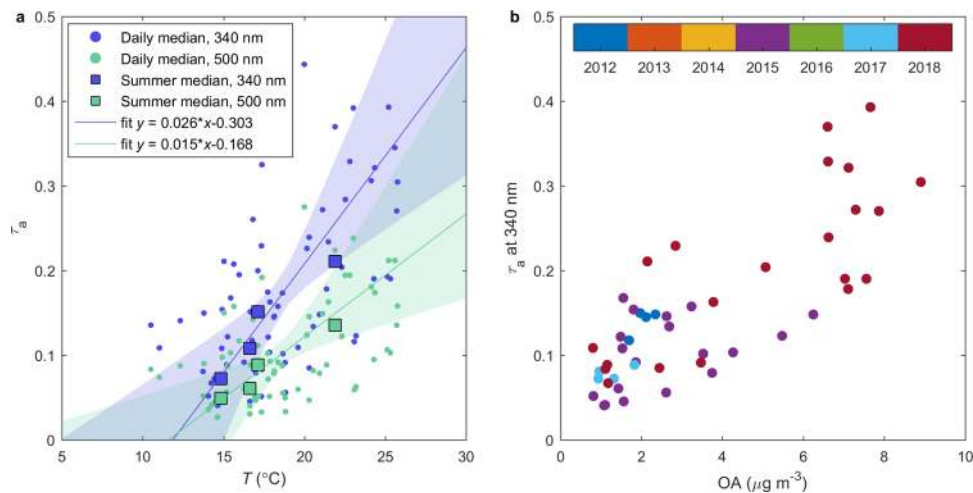 a
Daily median, 340 nm
Daily median, 500 nm
Summer median, 340 nm
Summer median, 500 nm
fit y = 0.026*x-0.303
fit y = 0.015*x-0.168
0.5
0.4
0.3
0.2
0.1
0
τa
5 10 15 20 25 30
T (°C)
b
2012 2013 2014 2015 2016 2017 2018
0.5
0.4
0.3
0.2
0.1
0
τa at 340 nm
0 2 4 6 8 10
OA (μg m-3)